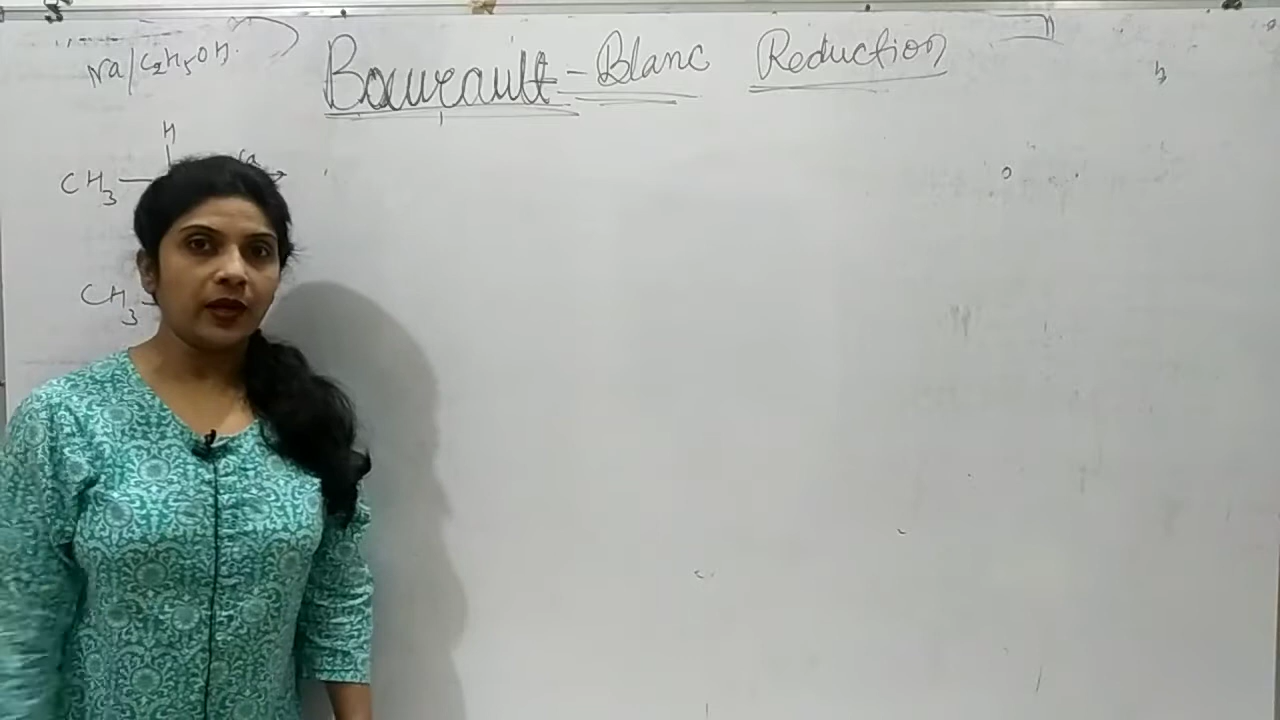 Bouveault - Blanc Reduction
Na/C2H5OH
H
CH3 —
CH3